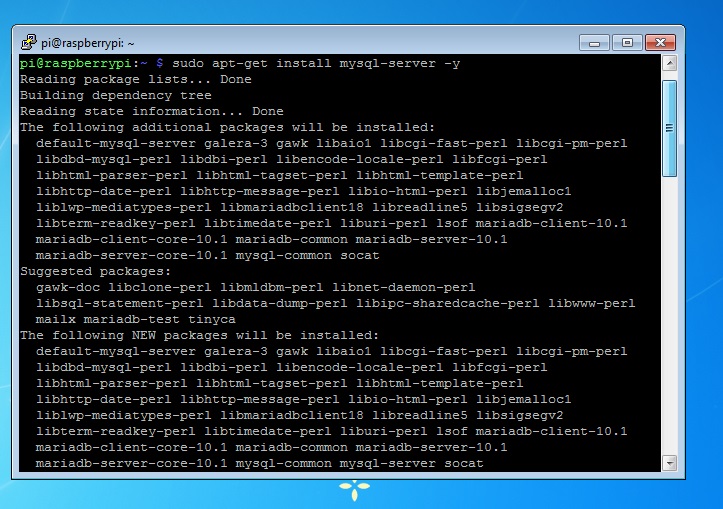 pi@raspberrypi: ~
pi@raspberrypi:~ $ sudo apt-get install mysql-server -y
Reading package lists... Done
Building dependency tree
Reading state information... Done
The following additional packages will be installed:
default-mysql-server galera-3 gawk libaio1 libcgi-fast-perl libcgi-pm-perl
libdbd-mysql-perl libdbi-perl libencode-locale-perl libfcgi-perl
libhtml-parser-perl libhtml-tagset-perl libhtml-template-perl
libhttp-date-perl libhttp-message-perl libio-html-perl libjemalloc1
liblwp-mediatypes-perl libmariadbclient18 libreadline5 libsigsegv2
libterm-readkey-perl libtimedate-perl liburi-perl lsof mariadb-client-10.1
mariadb-client-core-10.1 mariadb-common mariadb-server-10.1
mariadb-server-core-10.1 mysql-common socat
Suggested packages:
gawk-doc libclone-perl libmldbm-perl libnet-daemon-perl
libsql-statement-perl libdata-dump-perl libipc-sharedcache-perl libwww-perl
mailx mariadb-test tinyca
The following NEW packages will be installed:
default-mysql-server galera-3 gawk libaio1 libcgi-fast-perl libcgi-pm-perl
libdbd-mysql-perl libdbi-perl libencode-locale-perl libfcgi-perl
libhtml-parser-perl libhtml-tagset-perl libhtml-template-perl
libhttp-date-perl libhttp-message-perl libio-html-perl libjemalloc1
liblwp-mediatypes-perl libmariadbclient18 libreadline5 libsigsegv2
libterm-readkey-perl libtimedate-perl liburi-perl lsof mariadb-client-10.1
mariadb-client-core-10.1 mariadb-common mariadb-server-10.1
mariadb-server-core-10.1 mysql-common mysql-server socat